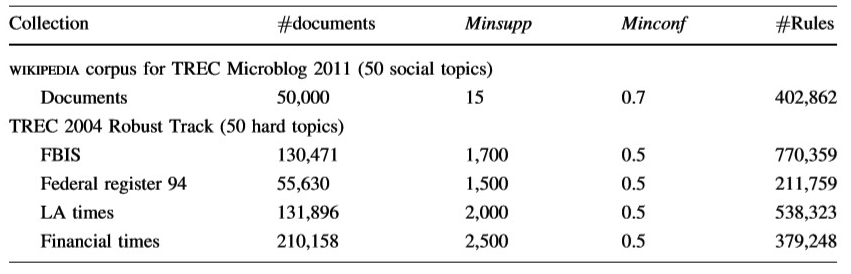 Collection #documents Minsupp Minconf #Rules
WIKIPEDIA corpus for TREC Microblog 2011 (50 social topics)
Documents 50,000 15 0.7 402,862
TREC 2004 Robust Track (50 hard topics)
FBIS 130,471 1,700 0.5 770,359
Federal register 94 55,630 1,500 0.5 211,759
LA times 131,896 2,000 0.5 538,323
Financial times 210,158 2,500 0.5 379,248